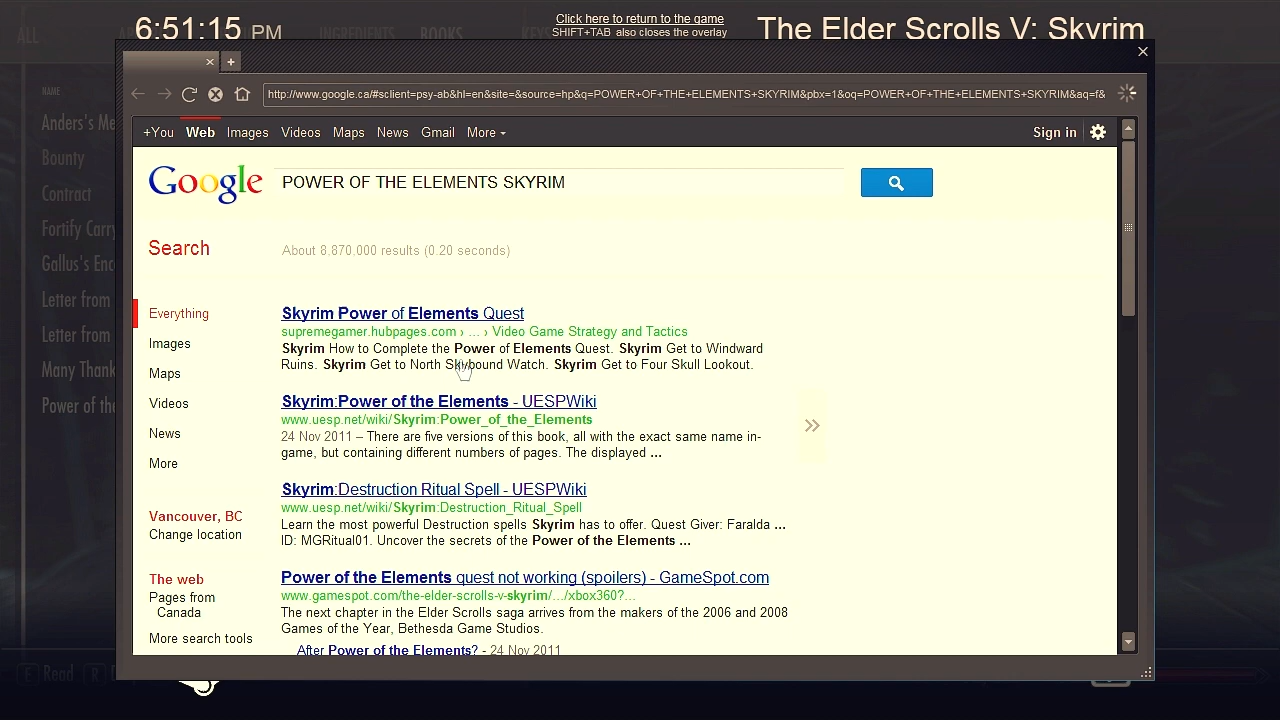 6:51:15 PM
Click here to return to the game
SHIFT+TAB also closes the overlay
The Elder Scrolls V: Skyrim
ALL
INGREDIENTS
BOOKS
KEYS
NAME
Anders's Me
Bounty
Contract
Fortify Carry
Gallus's Enc
Letter from
Letter from
Many Thank
Power of the
http://www.google.ca/#sclient=psy-ab&hl=en&site=&source=hp&q=POWER+OF+THE+ELEMENTS+SKYRIM&pbx=1&oq=POWER+OF+THE+ELEMENTS+SKYRIM&aq=f&
+You Web Images Videos Maps News Gmail More
Sign in
Google
POWER OF THE ELEMENTS SKYRIM
Search
About 8,870,000 results (0.20 seconds)
Everything
Images
Maps
Videos
News
More
Vancouver, BC
Change location
The web
Pages from
Canada
More search tools
Skyrim Power of Elements Quest
supremegamer.hubpages.com › ... › Video Game Strategy and Tactics
Skyrim How to Complete the Power of Elements Quest. Skyrim Get to Windward
Ruins. Skyrim Get to North Skybound Watch. Skyrim Get to Four Skull Lookout.
Skyrim:Power of the Elements - UESPWiki
www.uesp.net/wiki/Skyrim:Power_of_the_Elements
24 Nov 2011 – There are five versions of this book, all with the exact same name in-
game, but containing different numbers of pages. The displayed ...
Skyrim:Destruction Ritual Spell - UESPWiki
www.uesp.net/wiki/Skyrim:Destruction_Ritual_Spell
Learn the most powerful Destruction spells Skyrim has to offer. Quest Giver: Faralda ...
ID: MGRitual01. Uncover the secrets of the Power of the Elements ...
Power of the Elements quest not working (spoilers) - GameSpot.com
www.gamespot.com/the-elder-scrolls-v-skyrim/.../xbox360?...
The next chapter in the Elder Scrolls saga arrives from the makers of the 2006 and 2008
Games of the Year, Bethesda Game Studios.
After Power of the Elements? - 24 Nov 2011
E Read R